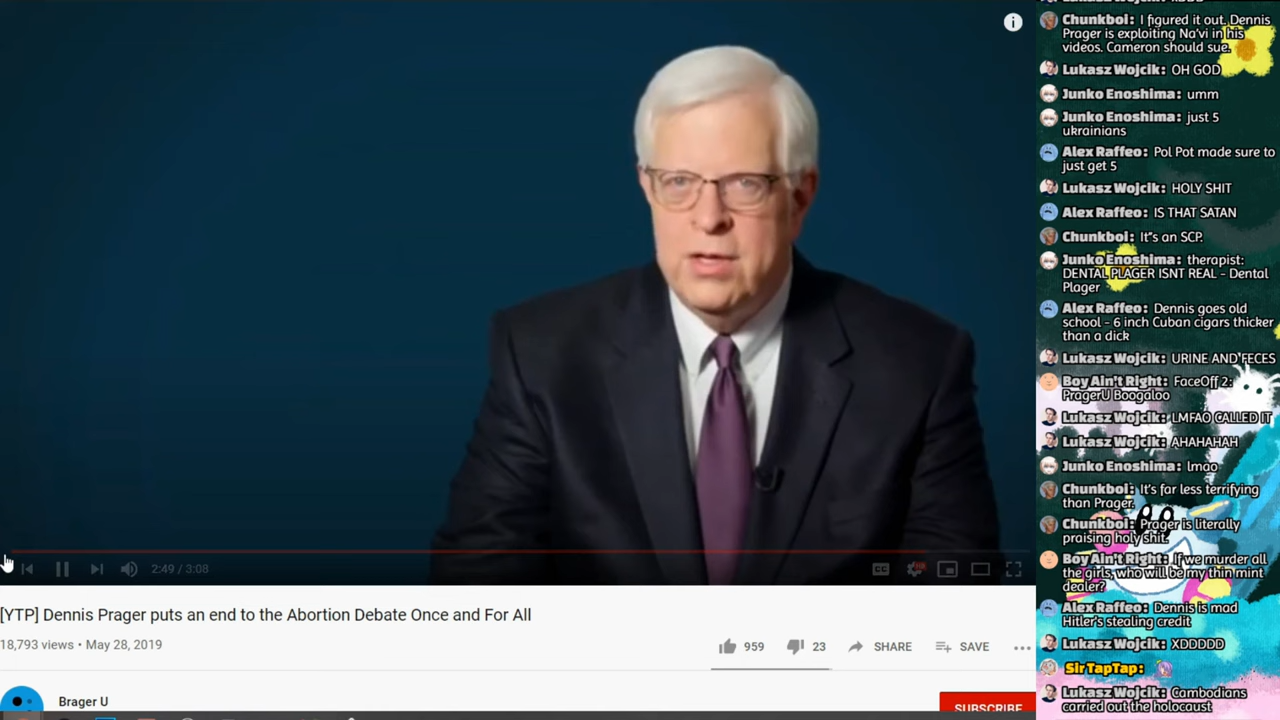 Chunkboi: I figured it out. Dennis
Prager is exploiting Na'vi in his
videos. Cameron should sue.
Lukasz Wojcik: OH GOD
Junko Enoshima: umm
Junko Enoshima: just 5
ukrainians
Alex Raffeo: Pol Pot made sure to
just get 5
Lukasz Wojcik: HOLY SHIT
Alex Raffeo: IS THAT SATAN
Chunkboi: It"s an SCP.
Junko Enoshima: therapist:
DENTAL PLAGER ISNT REAL - Dental
Plager
Alex Raffeo: Dennis goes old
school - 6 inch Cuban cigars thicker
than a dick
Lukasz Wojcik: URINE AND FECES
Boy Ain't Right: FaceOff 2:
PragerU Boogaloo
Lukasz Wojcik: LMFAO CALLED IT
Lukasz Wojcik: AHAHAHAH
Junko Enoshima: lmao
Chunkboi: It's far less terrifying
than Prager.
Chunkboi: Prager is literally
praising holy shit.
Boy Ain't Right: If we murder all
the girls, who will be my thin mint
dealer?
Alex Raffeo: Dennis is mad
Hitler's stealing credit
Lukasz Wojcik: XDDDDD
SirTapTap:
Lukasz Wojcik: Cambodians
carried out the holocaust
2:49 / 3:08
CC
HD
[YTP] Dennis Prager puts an end to the Abortion Debate Once and For All
18,793 views • May 28, 2019
959
23
SHARE
SAVE
Brager U
SUBSCRIBE